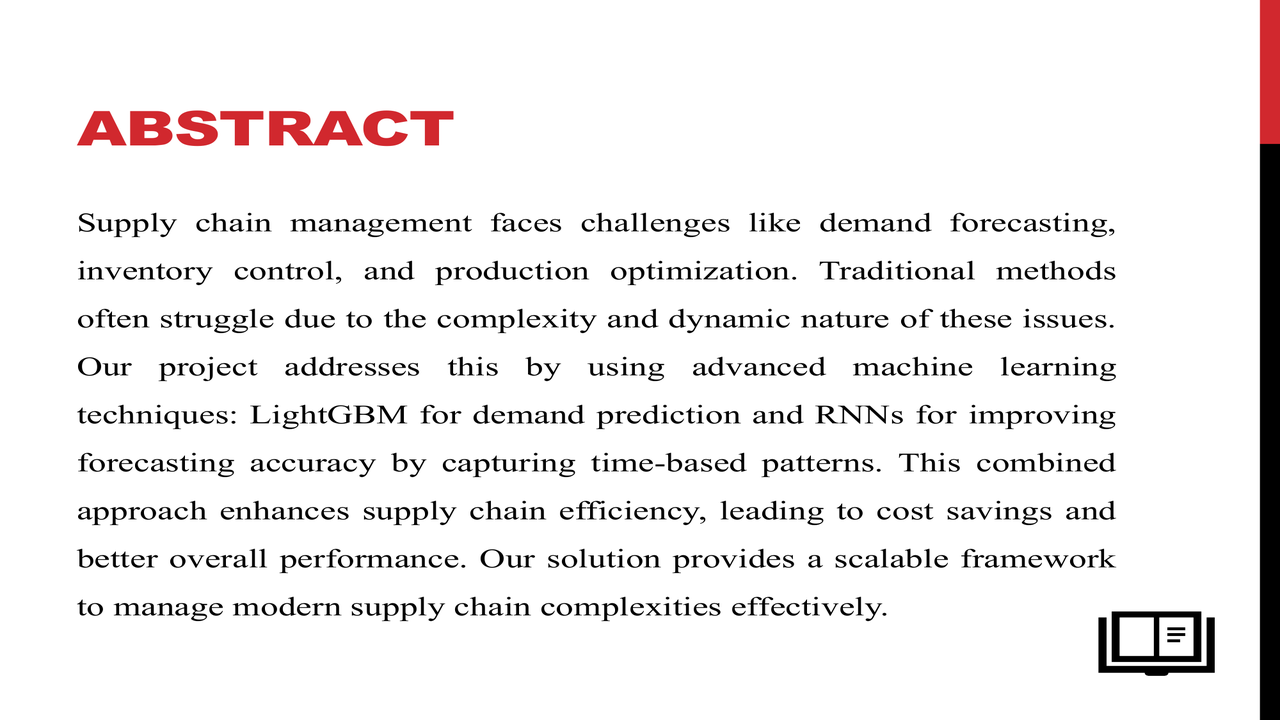 ABSTRACT
Supply chain management faces challenges like demand forecasting,
inventory control, and production optimization. Traditional methods
often struggle due to the complexity and dynamic nature of these issues.
Our project addresses this by using advanced machine learning
techniques: LightGBM for demand prediction and RNNs for improving
forecasting accuracy by capturing time-based patterns. This combined
approach enhances supply chain efficiency, leading to cost savings and
better overall performance. Our solution provides a scalable framework
to manage modern supply chain complexities effectively.